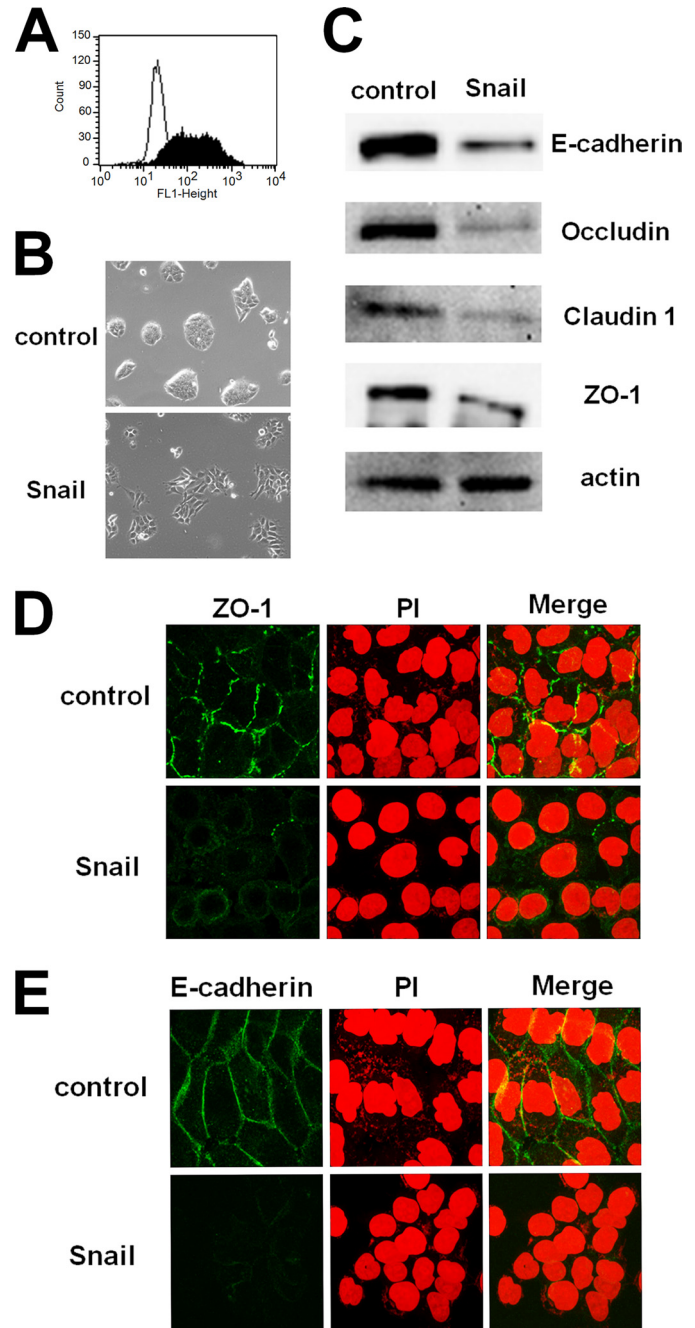 A
Count
150
120
90
60
30
0
10^0 10^1 10^2 10^3 10^4
FL1-Height
B
control
Snail
C
control Snail
E-cadherin
Occludin
Claudin 1
ZO-1
actin
D
ZO-1 PI Merge
control
Snail
E
E-cadherin PI Merge
control
Snail